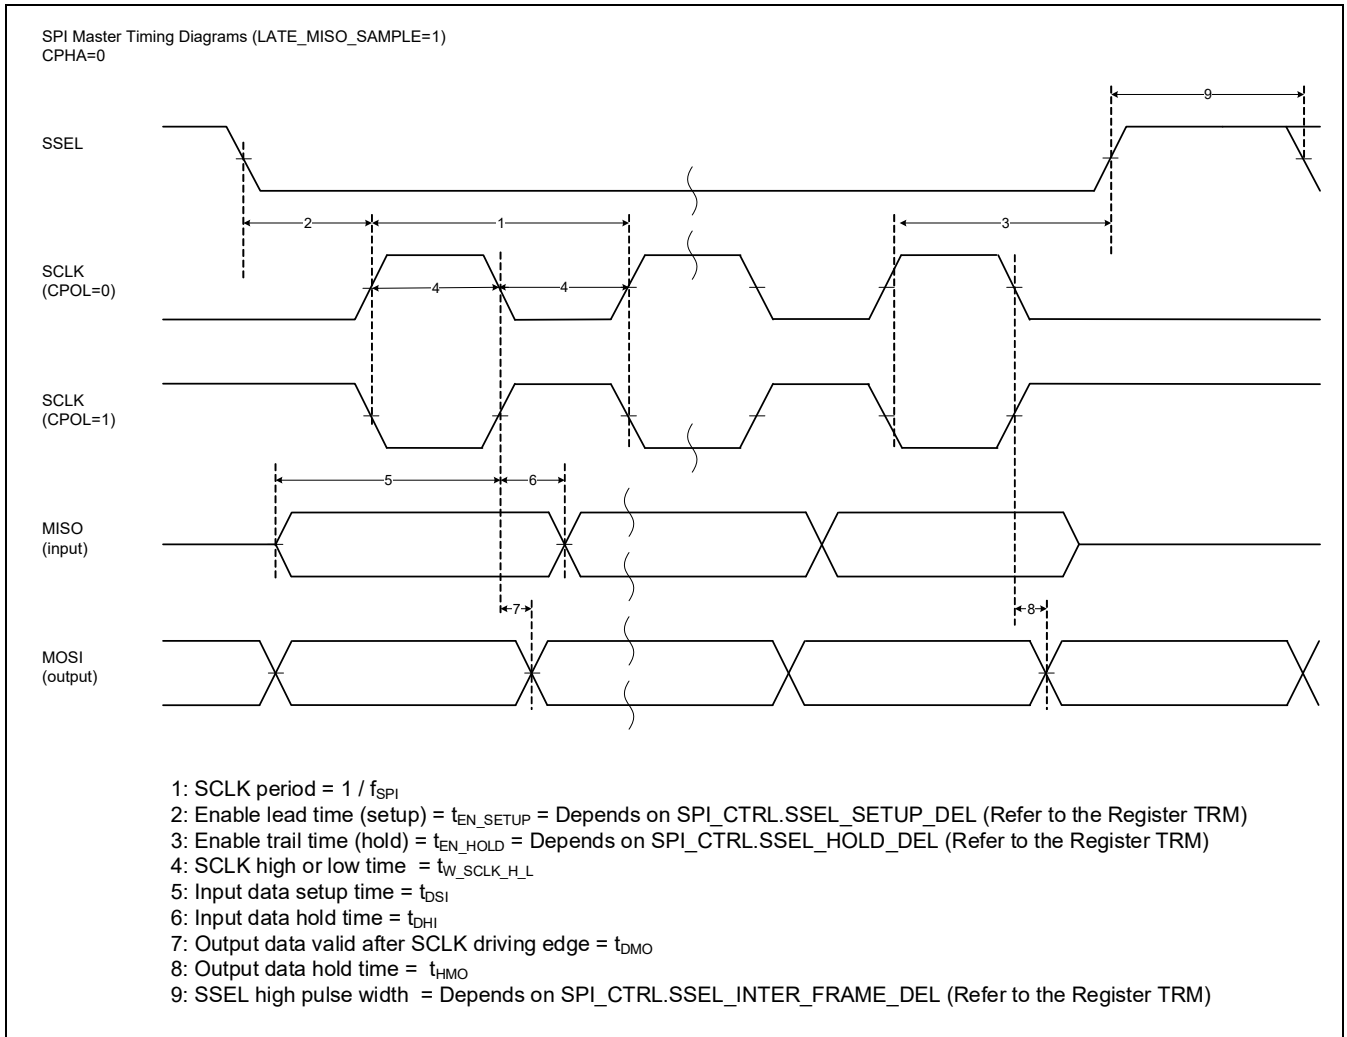 SPI Master Timing Diagrams (LATE_MISO_SAMPLE=1)
CPHA=0
9
SSEL
2
1
3
SCLK
(CPOL=0)
4
4
SCLK
(CPOL=1)
5
6
MISO
(input)
7
8
MOSI
(output)
1: SCLK period = 1 / fSPI
2: Enable lead time (setup) = tEN_SETUP = Depends on SPI_CTRL.SSEL_SETUP_DEL (Refer to the Register TRM)
3: Enable trail time (hold) = tEN_HOLD = Depends on SPI_CTRL.SSEL_HOLD_DEL (Refer to the Register TRM)
4: SCLK high or low time = tW_SCLK_H_L
5: Input data setup time = tDSI
6: Input data hold time = tDHI
7: Output data valid after SCLK driving edge = tDMO
8: Output data hold time = tHMO
9: SSEL high pulse width = Depends on SPI_CTRL.SSEL_INTER_FRAME_DEL (Refer to the Register TRM)